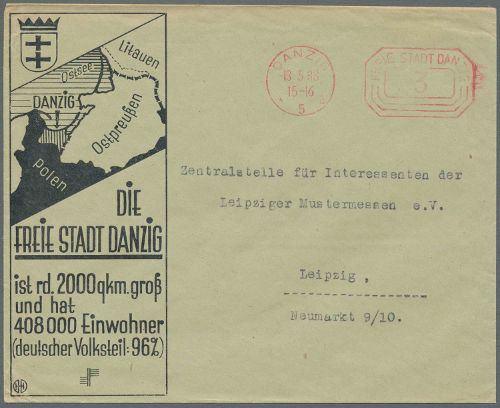 Litauen
Ostsee
DANZIG
Ostpreußen
Polen
DIE
FREIE STADT DANZIG
ist rd. 2000 qkm. groß
und hat
408 000 Einwohner
(deutscher Volksteil: 96%)
DANZIG
15-16
5
FREIE STADT DANZIG
Zentralstelle für Interessenten der
Leipziger Mustermessen e.V.
Leipzig,
Neumarkt 9/10.